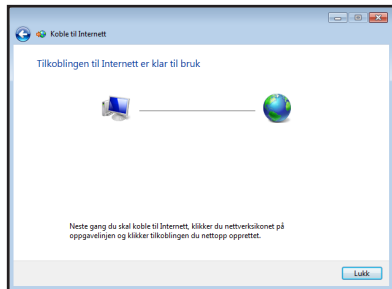 Koble til Internett
Tilkoblingen til Internett er klar til bruk
Neste gang du skal koble til Internett, klikker du nettverksikonet på
oppgavelinjen og klikker tilkoblingen du nettopp opprettet.
Lukk